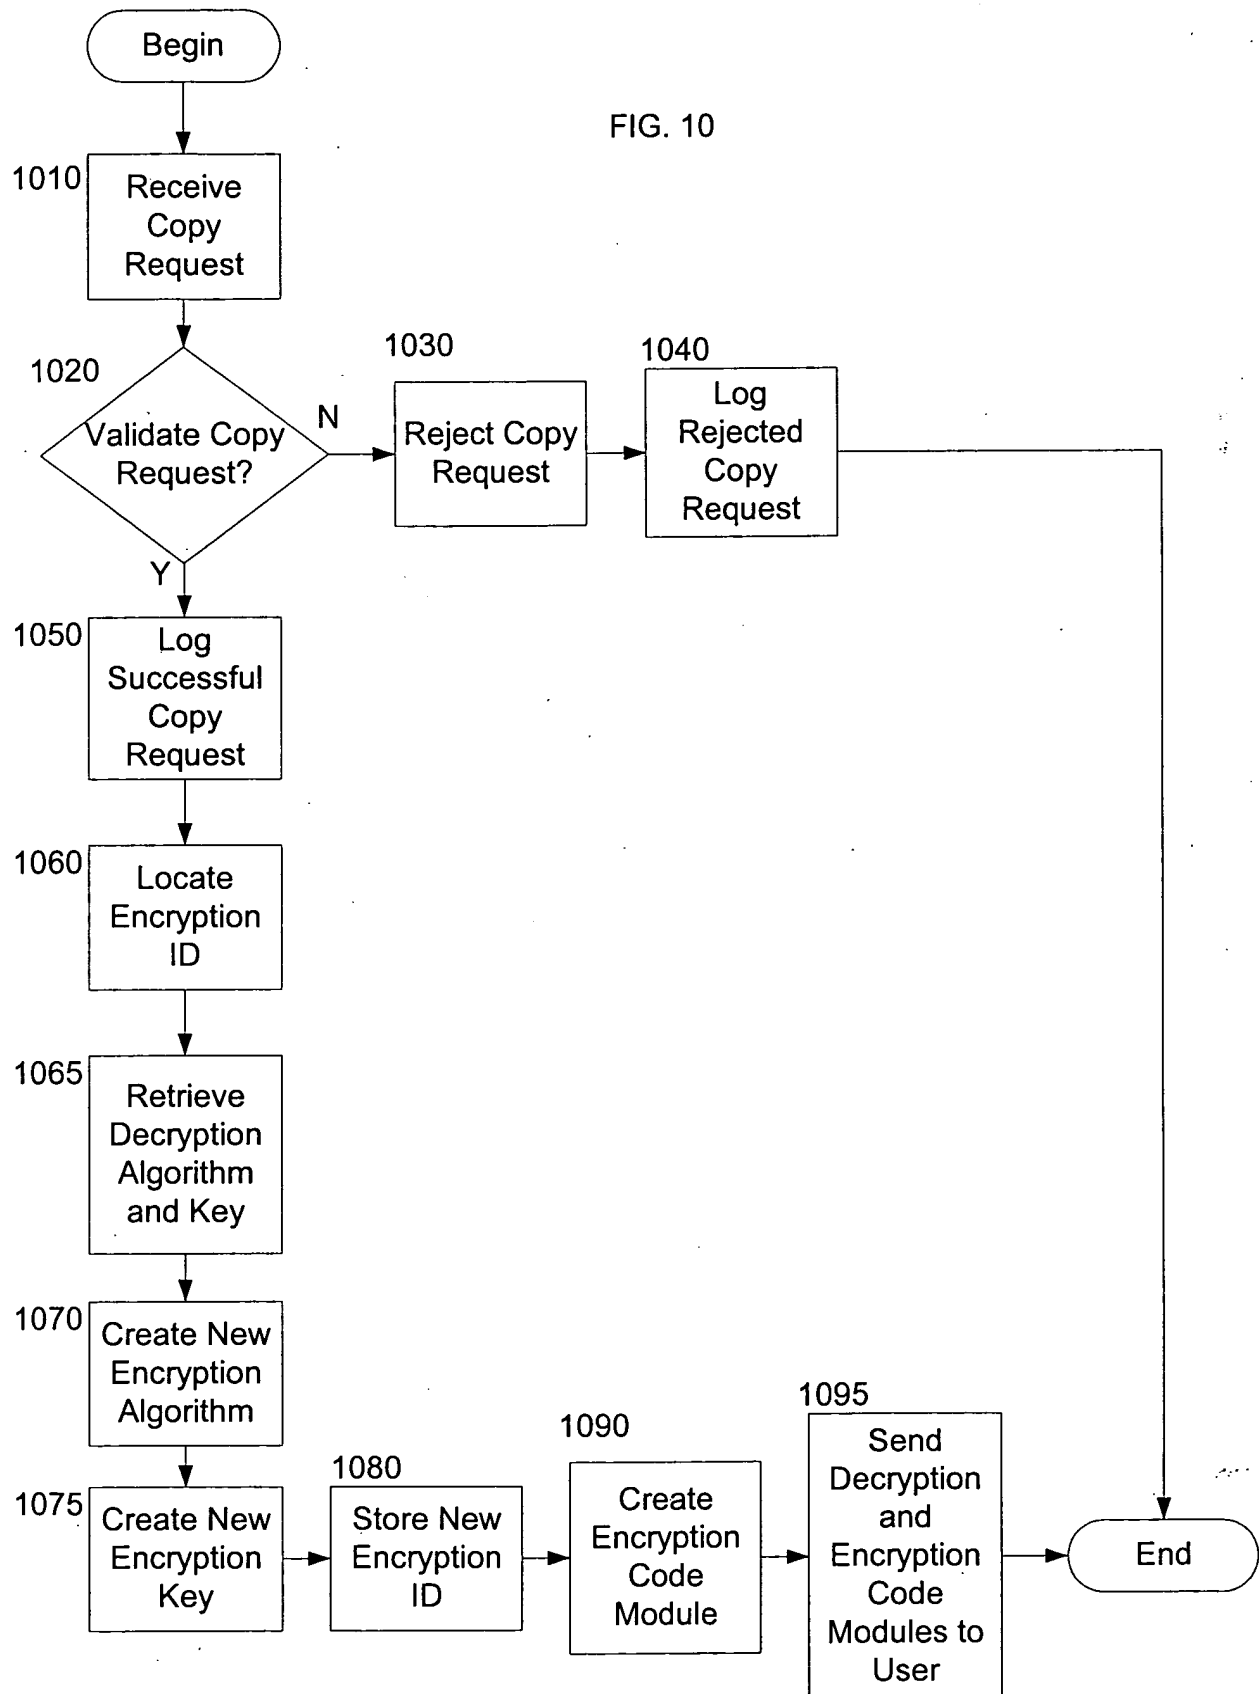 Begin
FIG. 10
1010
Receive
Copy
Request
1020
Validate Copy
Request?
N
Y
1030
Reject Copy
Request
1040
Log
Rejected
Copy
Request
1050
Log
Successful
Copy
Request
1060
Locate
Encryption
ID
1065
Retrieve
Decryption
Algorithm
and Key
1070
Create New
Encryption
Algorithm
1075
Create New
Encryption
Key
1080
Store New
Encryption
ID
1090
Create
Encryption
Code
Module
1095
Send
Decryption
and
Encryption
Code
Modules to
User
End